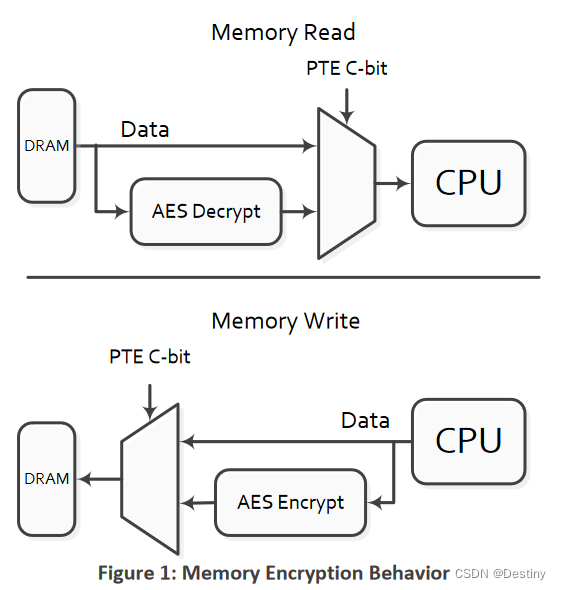 Memory Read
PTE C-bit
DRAM
Data
AES Decrypt
CPU
Memory Write
PTE C-bit
Data
CPU
DRAM
AES Encrypt
Figure 1: Memory Encryption Behavior CSDN @Destiny